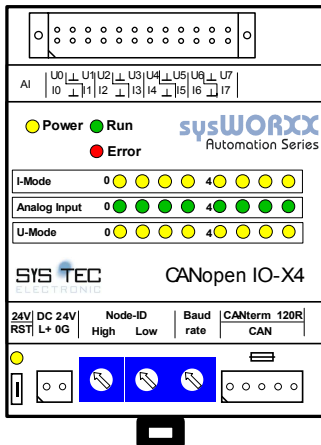 AI U0 U1 U2 U3 U4 U5 U6 U7
I0 I1 I2 I3 I4 I5 I6 I7
Power Run
Error
sysWORXX
Automation Series
I-Mode 0 4
Analog Input 0 4
U-Mode 0 4
SYS TEC
ELECTRONIC
CANopen IO-X4
24V DC 24V Node-ID Baud CANterm 120R
RST L+ 0G High Low rate CAN